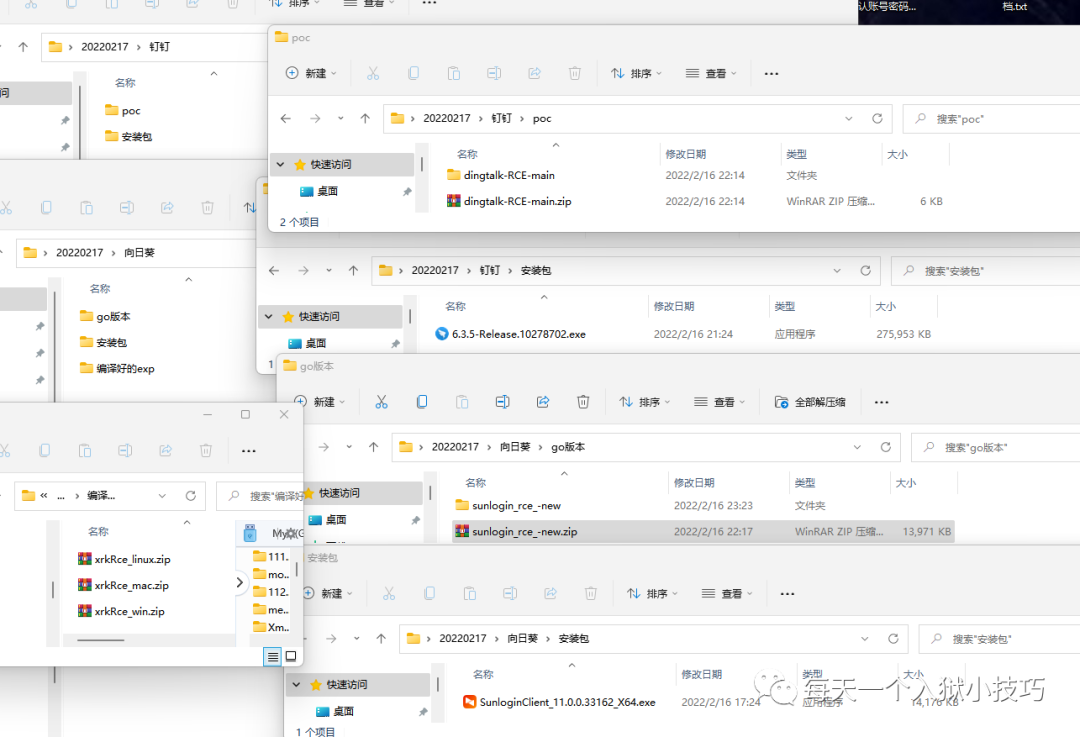 排序
查看
认账号密码...
档.txt
20220217 › 钉钉
问
名称
poc
安装包
poc
新建
排序
查看
20220217 › 钉钉 › poc
搜索"poc"
快速访问
桌面
名称
修改日期
类型
大小
dingtalk-RCE-main
2022/2/16 22:14
文件夹
dingtalk-RCE-main.zip
2022/2/16 22:14
WinRAR ZIP 压缩...
6 KB
2 个项目
20220217 › 向日葵
名称
go版本
安装包
编译好的exp
20220217 › 钉钉 › 安装包
搜索"安装包"
快速访问
桌面
名称
修改日期
类型
大小
6.3.5-Release.10278702.exe
2022/2/16 21:24
应用程序
275,953 KB
1
go版本
新建
排序
查看
全部解压缩
20220217 › 向日葵 › go版本
搜索"go版本"
快速访问
桌面
名称
修改日期
类型
大小
sunlogin_rce_-new
2022/2/16 23:23
文件夹
sunlogin_rce_-new.zip
2022/2/16 22:17
WinRAR ZIP 压缩...
13,971 KB
« ... › 编译...
搜索"编译好
名称
xrkRce_linux.zip
xrkRce_mac.zip
xrkRce_win.zip
111.
mo..
112.
me..
Xm..
安装包
新建
排序
查看
20220217 › 向日葵 › 安装包
搜索"安装包"
快速访问
桌面
名称
修改日期
类型
大小
SunloginClient_11.0.0.33162_X64.exe
2022/2/16 17:24
应用程序
14,176 KB
1 个项目
每天一个入狱小技巧